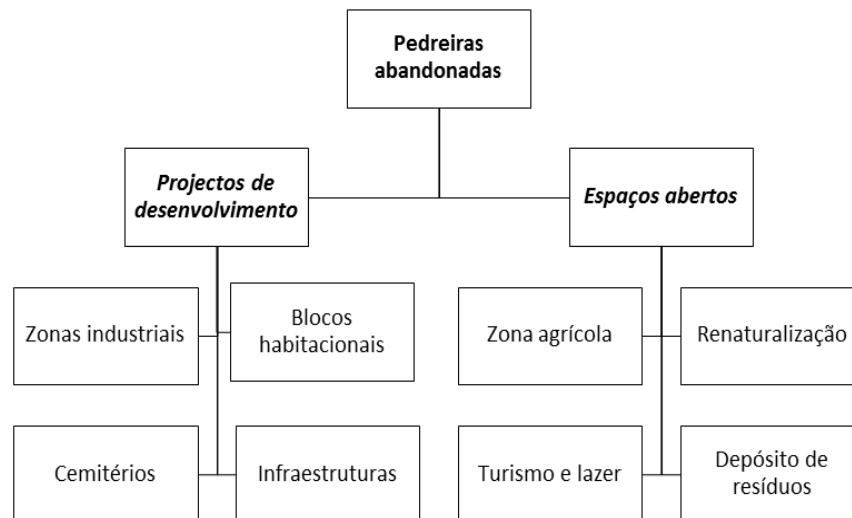 Pedreiras
abandonadas
Projectos de
desenvolvimento
Espaços abertos
Zonas industriais
Blocos
habitacionais
Zona agrícola
Renaturalização
Cemitérios
Infraestruturas
Turismo e lazer
Depósito de
resíduos